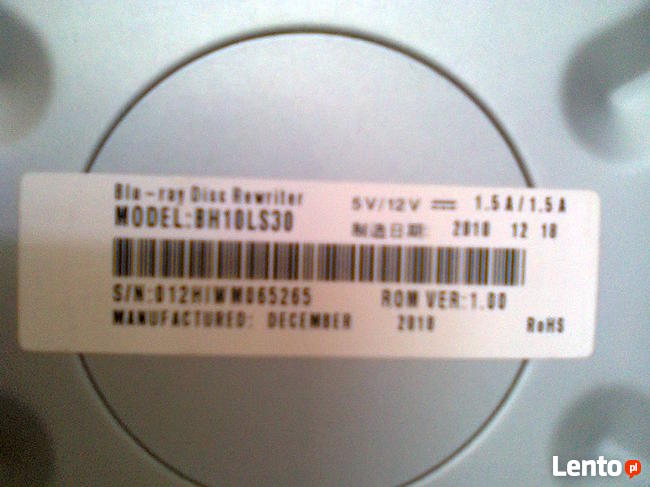 Blu-ray Disc Rewriter
5V/12V ⎓ 1.5A/1.5A
MODEL:BH10LS30
制造日期: 2010 12 10
S/N:012HIWM065265
ROM VER:1.00
MANUFACTURED: DECEMBER 2010
RoHS
Lento.pl